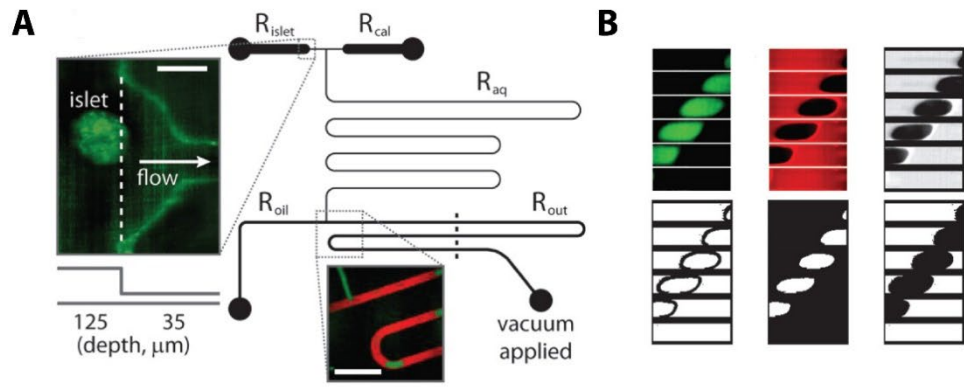 A
B
R_islet
R_cal
islet
flow
R_aq
R_oil
R_out
125 35
(depth, μm)
vacuum
applied